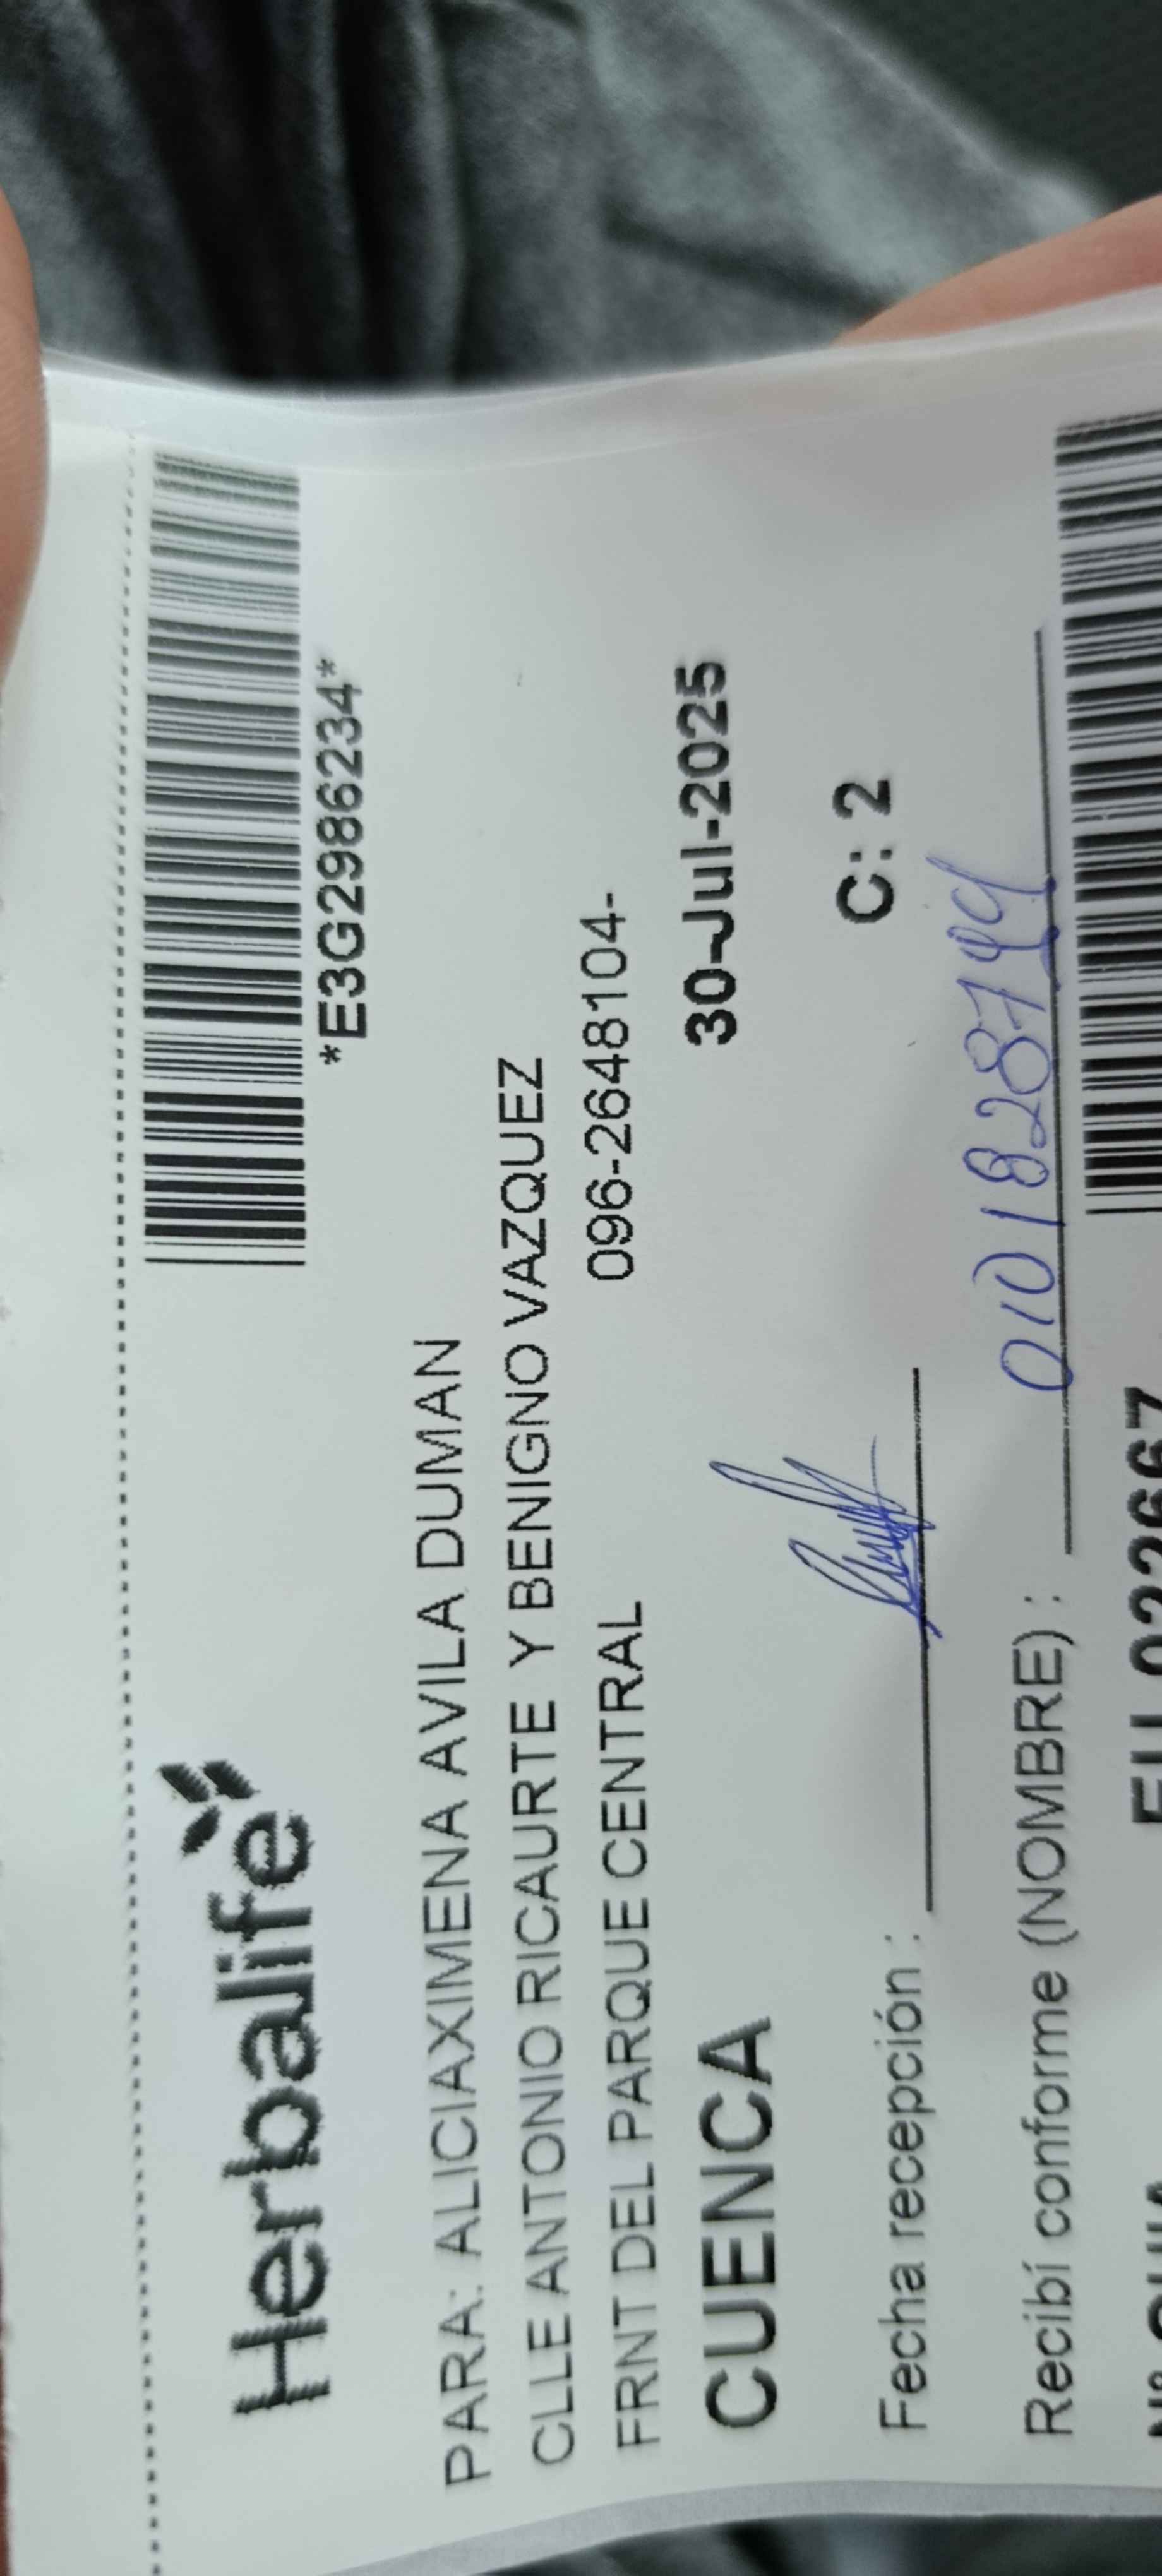 Herbalife
*E3G2986234*
PARA: ALICIAXIMENA AVILA DUMAN
CLLE ANTONIO RICAURTE Y BENIGNO VAZQUEZ
FRNT DEL PARQUE CENTRAL 096-2648104-
CUENCA 30-Jul-2025
Fecha recepción : C: 2
Recibí conforme (NOMBRE) :